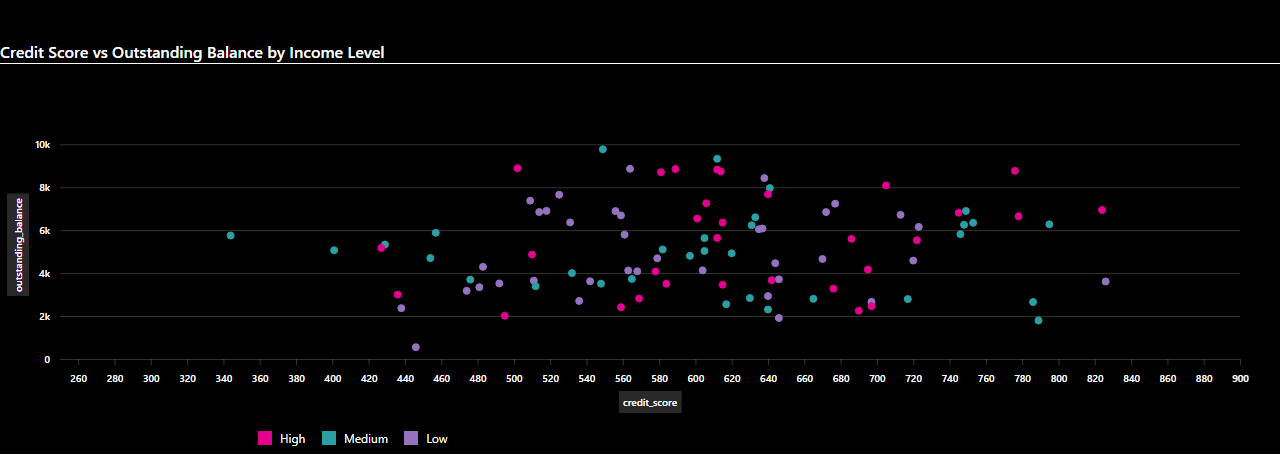 Credit Score vs Outstanding Balance by Income Level
10k
8k
6k
4k
2k
0
outstanding_balance
260 280 300 320 340 360 380 400 420 440 460 480 500 520 540 560 580 600 620 640 660 680 700 720 740 760 780 800 820 840 860 880 900
credit_score
High Medium Low